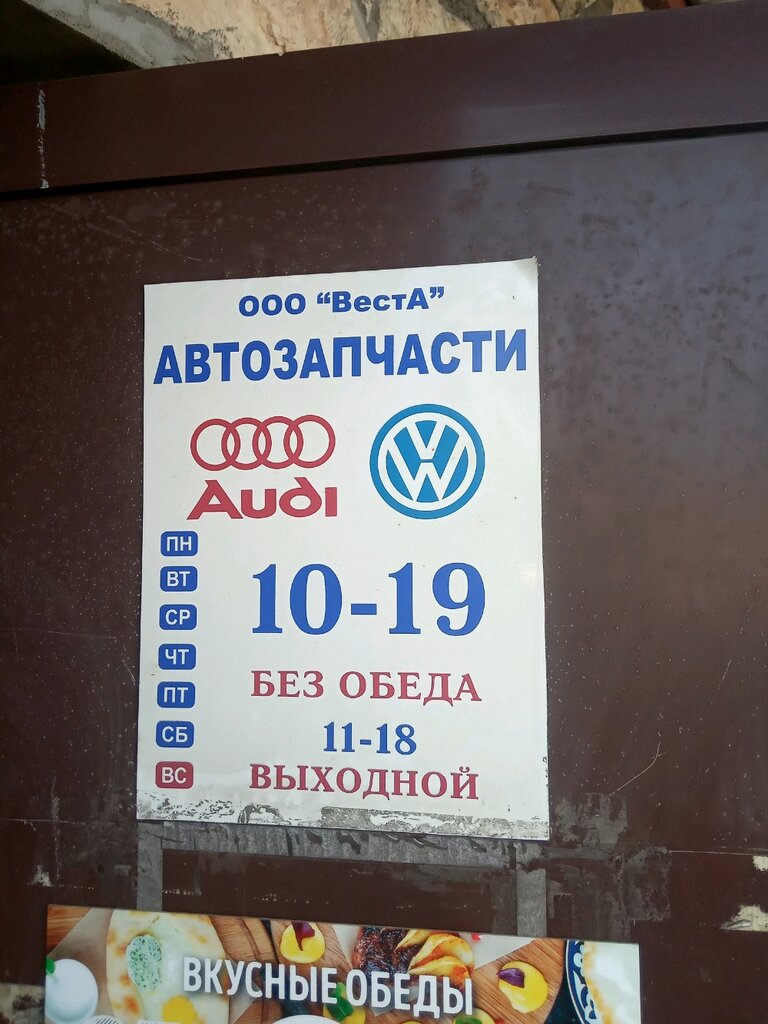 ООО “ВестА”
АВТОЗАПЧАСТИ
Audi
VW
ПН
ВТ
10-19
СР
ЧТ
ПТ
БЕЗ ОБЕДА
СБ
11-18
ВС
ВЫХОДНОЙ
ВКУСНЫЕ ОБЕДЫ